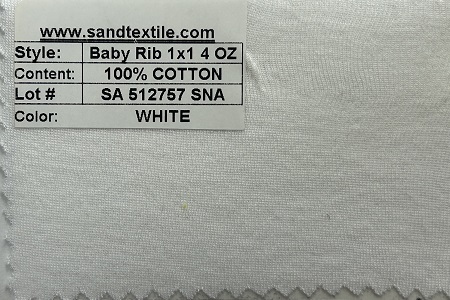 www.sandtextile.com
Style: Baby Rib 1x1 4 OZ
Content: 100% COTTON
Lot # SA 512757 SNA
Color: WHITE